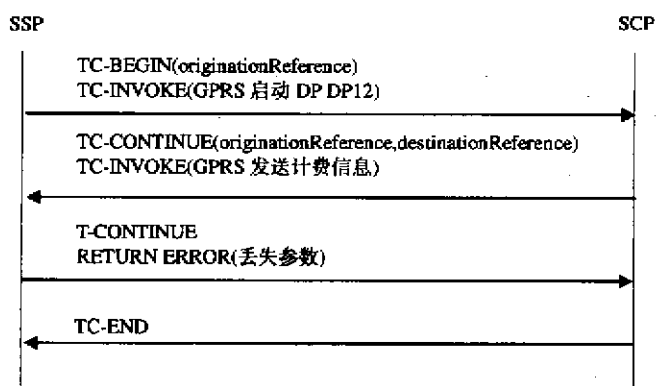 SSP
SCP
TC-BEGIN(originationReference)
TC-INVOKE(GPRS 启动 DP DP12)
TC-CONTINUE(originationReference,destinationReference)
TC-INVOKE(GPRS 发送计费信息)
T-CONTINUE
RETURN ERROR(丢失参数)
TC-END